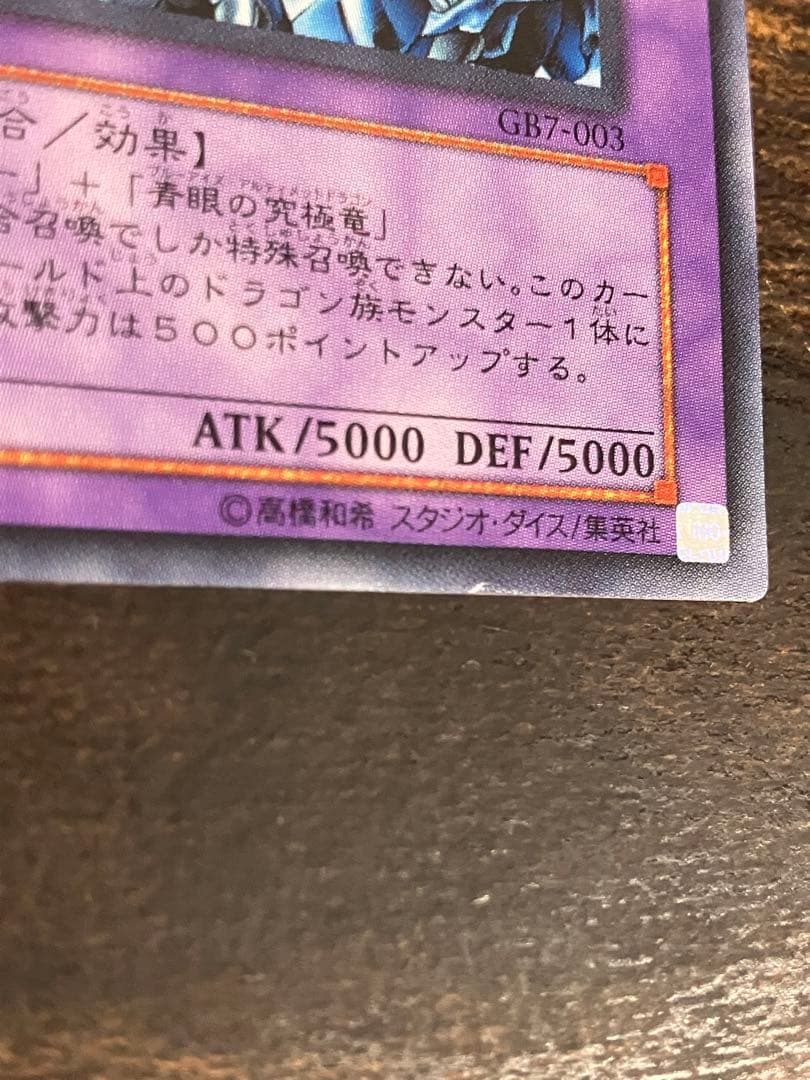 GB7-003
合/効果】
ー」+「青眼の究極竜」
合召喚でしか特殊召喚できない。このカー
ールド上のドラゴン族モンスター1体に
攻撃力は500ポイントアップする。
ATK/5000 DEF/5000
©高橋和希 スタジオ・ダイス/集英社